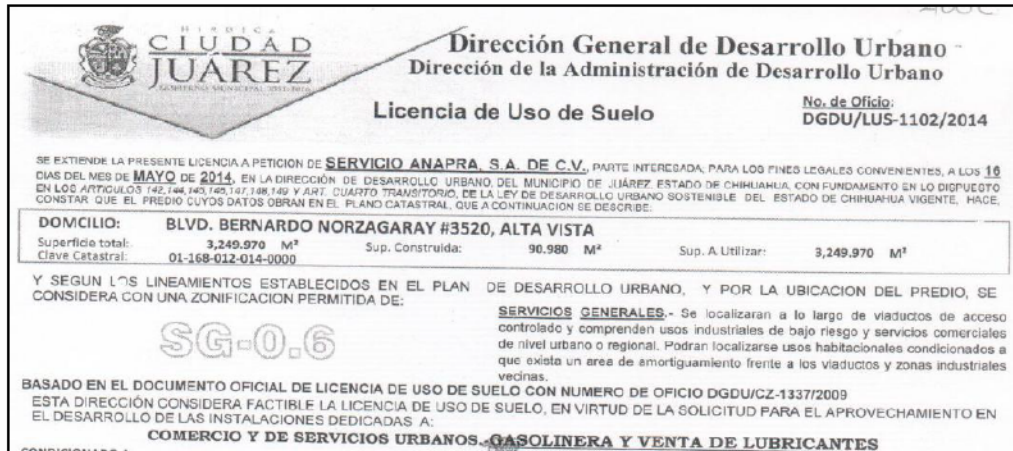 HEROICA
CIUDAD
JUÁREZ
GOBIERNO MUNICIPAL 2013-2016
Dirección General de Desarrollo Urbano
Dirección de la Administración de Desarrollo Urbano
Licencia de Uso de Suelo
No. de Oficio:
DGDU/LUS-1102/2014
SE EXTIENDE LA PRESENTE LICENCIA A PETICION DE SERVICIO ANAPRA, S.A. DE C.V., PARTE INTERESADA, PARA LOS FINES LEGALES CONVENIENTES, A LOS 16
DIAS DEL MES DE MAYO DE 2014, EN LA DIRECCIÓN DE DESARROLLO URBANO, DEL MUNICIPIO DE JUÁREZ, ESTADO DE CHIHUAHUA, CON FUNDAMENTO EN LO DISPUESTO
EN LOS ARTICULOS 142,144,145,146,147,148,149 Y ART. CUARTO TRANSITORIO, DE LA LEY DE DESARROLLO URBANO SOSTENIBLE DEL ESTADO DE CHIHUAHUA VIGENTE, HACE,
CONSTAR QUE EL PREDIO CUYOS DATOS OBRAN EN EL PLANO CATASTRAL, QUE A CONTINUACIÓN SE DESCRIBE:
DOMICILIO: BLVD. BERNARDO NORZAGARAY #3520, ALTA VISTA
Superficie total: 3,249.970 M² Sup. Construida: 90.980 M² Sup. A Utilizar: 3,249.970 M²
Clave Catastral: 01-168-012-014-0000
Y SEGUN LOS LINEAMIENTOS ESTABLECIDOS EN EL PLAN DE DESARROLLO URBANO, Y POR LA UBICACION DEL PREDIO, SE
CONSIDERA CON UNA ZONIFICACION PERMITIDA DE:
SG-0.6
SERVICIOS GENERALES.- Se localizaran a lo largo de viaductos de acceso
controlado y comprenden usos industriales de bajo riesgo y servicios comerciales
de nivel urbano o regional. Podran localizarse usos habitacionales condicionados a
que exista un area de amortiguamiento frente a los viaductos y zonas industriales
vecinas.
BASADO EN EL DOCUMENTO OFICIAL DE LICENCIA DE USO DE SUELO CON NUMERO DE OFICIO DGDU/CZ-1337/2009
ESTA DIRECCIÓN CONSIDERA FACTIBLE LA LICENCIA DE USO DE SUELO, EN VIRTUD DE LA SOLICITUD PARA EL APROVECHAMIENTO EN
EL DESARROLLO DE LAS INSTALACIONES DEDICADAS A:
COMERCIO Y DE SERVICIOS URBANOS.-GASOLINERA Y VENTA DE LUBRICANTES